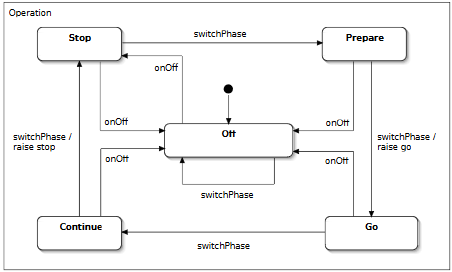 Operation
Stop
switchPhase
Prepare
onOff
onOff
onOff
Off
switchPhase /
raise stop
switchPhase /
raise go
onOff
onOff
switchPhase
Continue
switchPhase
Go